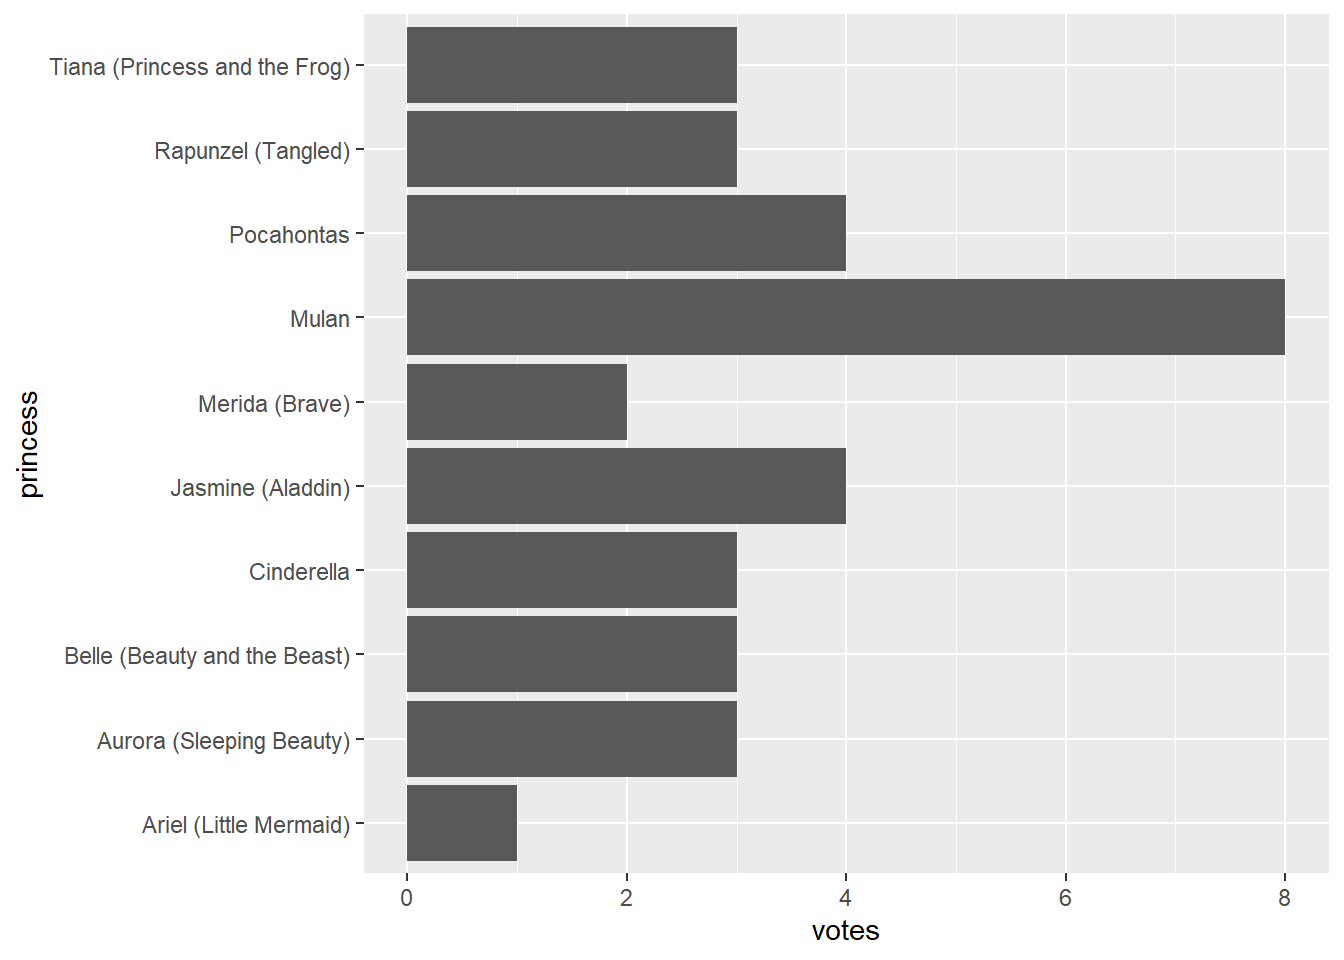 Tiana (Princess and the Frog)
Rapunzel (Tangled)
Pocahontas
Mulan
Merida (Brave)
Jasmine (Aladdin)
Cinderella
Belle (Beauty and the Beast)
Aurora (Sleeping Beauty)
Ariel (Little Mermaid)
princess
0 2 4 6 8
votes